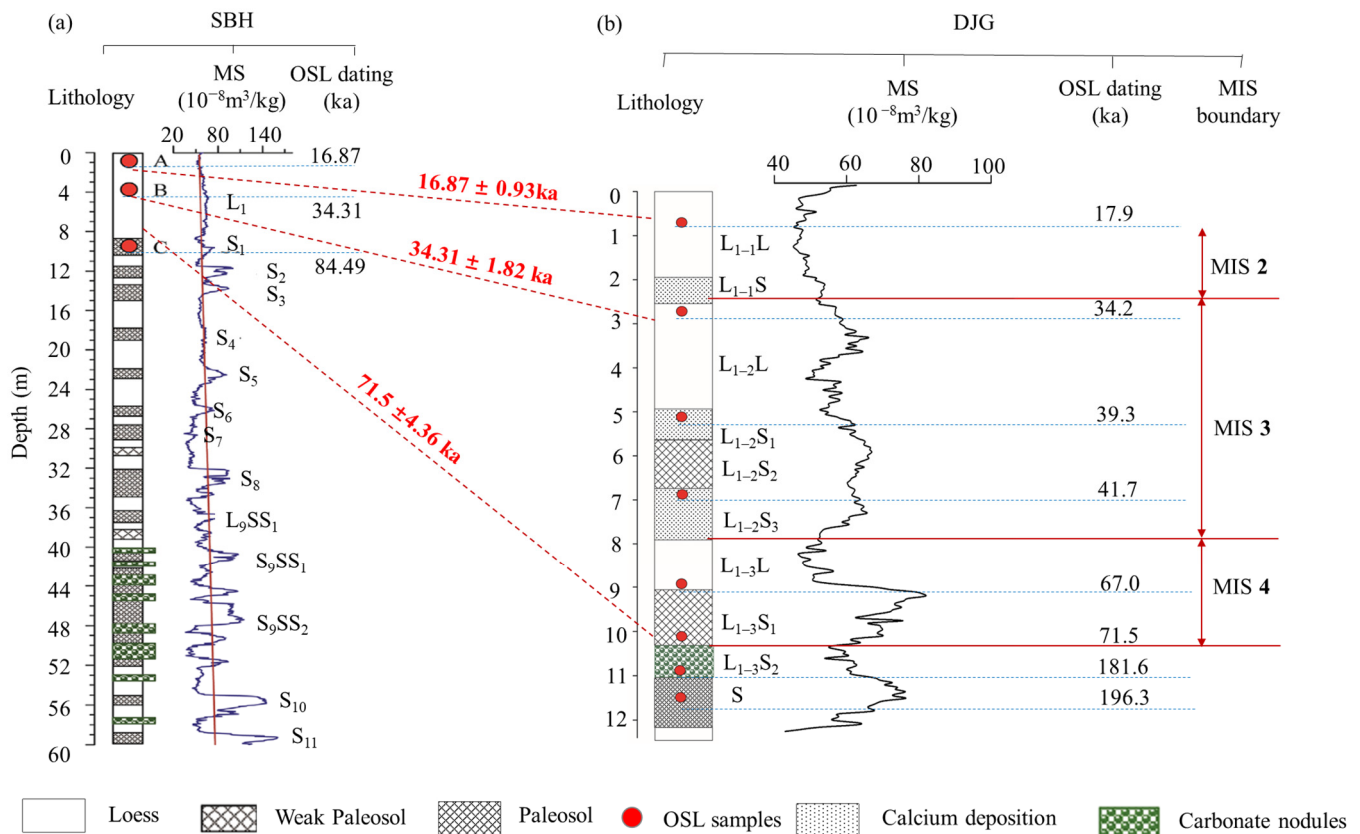 (a) SBH
Lithology
MS
(10⁻⁸m³/kg)
OSL dating
(ka)
20 80 140
Depth (m)
0
4
8
12
16
19
24
28
32
36
40
44
48
52
56
60
A
B
C
16.87
34.31
84.49
L₁
S₁
S₂
S₃
S₄
S₅
S₆
S₇
S₈
L₉SS₁
S₉SS₁
S₉SS₂
S₁₀
S₁₁
16.87 ± 0.93ka
34.31 ± 1.82 ka
71.5 ±4.36 ka
(b) DJG
Lithology
MS
(10⁻⁸m³/kg)
OSL dating
(ka)
MIS
boundary
40 60 80 100
0
1
2
3
4
5
6
7
8
9
10
11
12
L₁₋₁L
L₁₋₁S
L₁₋₂L
L₁₋₂S₁
L₁₋₂S₂
L₁₋₂S₃
L₁₋₃L
L₁₋₃S₁
L₁₋₃S₂
S
17.9
34.2
39.3
41.7
67.0
71.5
181.6
196.3
MIS 2
MIS 3
MIS 4
Loess
Weak Paleosol
Paleosol
OSL samples
Calcium deposition
Carbonate nodules